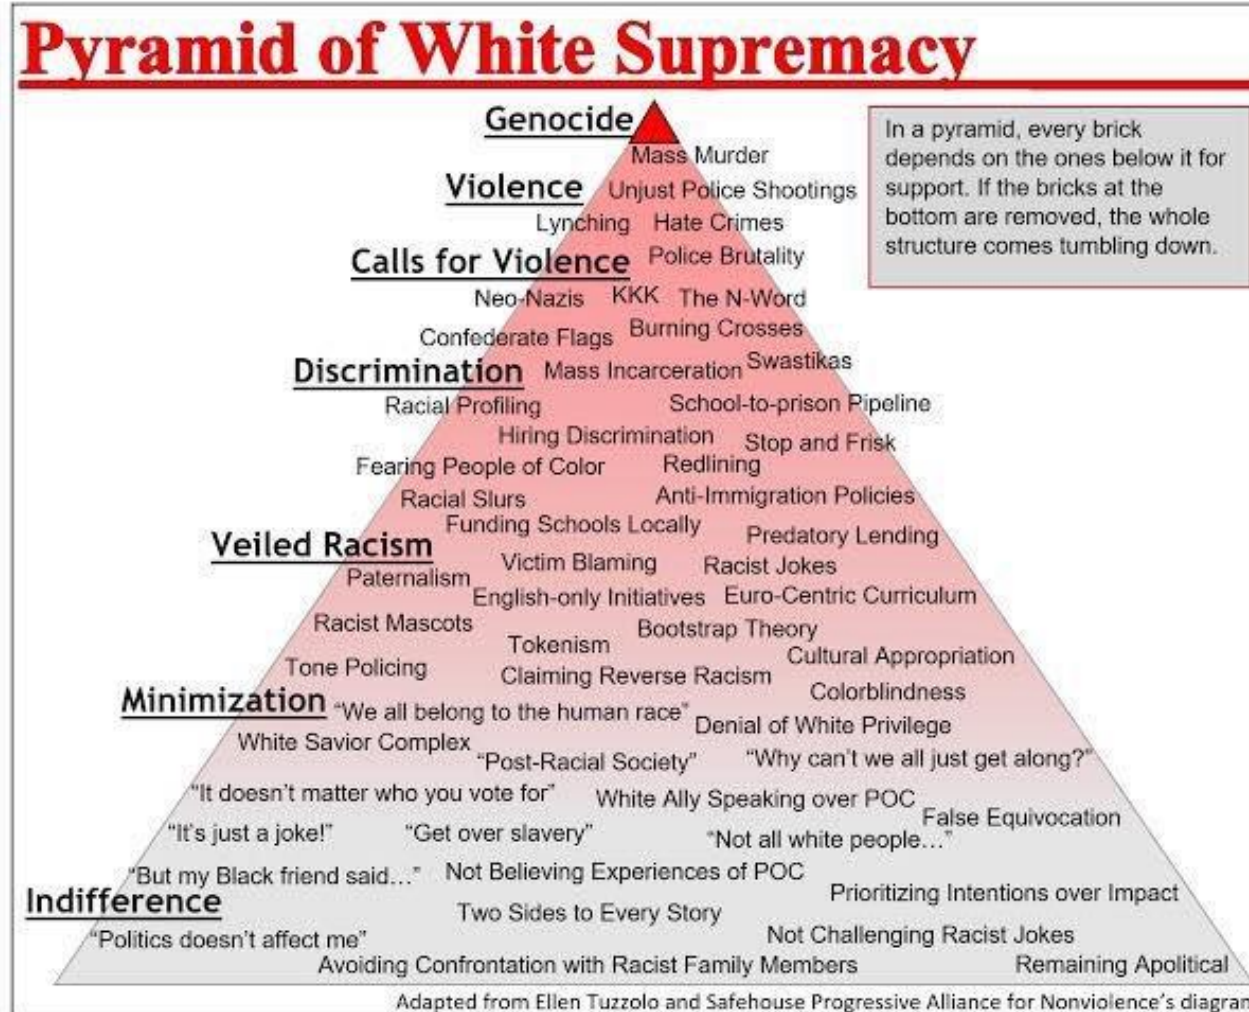 Pyramid of White Supremacy
In a pyramid, every brick
depends on the ones below it for
support. If the bricks at the
bottom are removed, the whole
structure comes tumbling down.
Genocide
Mass Murder
Violence Unjust Police Shootings
Lynching Hate Crimes
Calls for Violence Police Brutality
Neo-Nazis KKK The N-Word
Confederate Flags Burning Crosses
Discrimination Mass Incarceration Swastikas
Racial Profiling School-to-prison Pipeline
Hiring Discrimination Stop and Frisk
Fearing People of Color Redlining
Racial Slurs Anti-Immigration Policies
Funding Schools Locally Predatory Lending
Veiled Racism Victim Blaming Racist Jokes
Paternalism English-only Initiatives Euro-Centric Curriculum
Racist Mascots Tokenism Bootstrap Theory
Tone Policing Claiming Reverse Racism Cultural Appropriation
Colorblindness
Minimization “We all belong to the human race” Denial of White Privilege
White Savior Complex “Post-Racial Society” “Why can’t we all just get along?”
“It doesn’t matter who you vote for” White Ally Speaking over POC False Equivocation
“It’s just a joke!” “Get over slavery” “Not all white people…”
“But my Black friend said…” Not Believing Experiences of POC Prioritizing Intentions over Impact
Indifference Two Sides to Every Story
“Politics doesn’t affect me” Not Challenging Racist Jokes
Avoiding Confrontation with Racist Family Members Remaining Apolitical
Adapted from Ellen Tuzzolo and Safehouse Progressive Alliance for Nonviolence’s